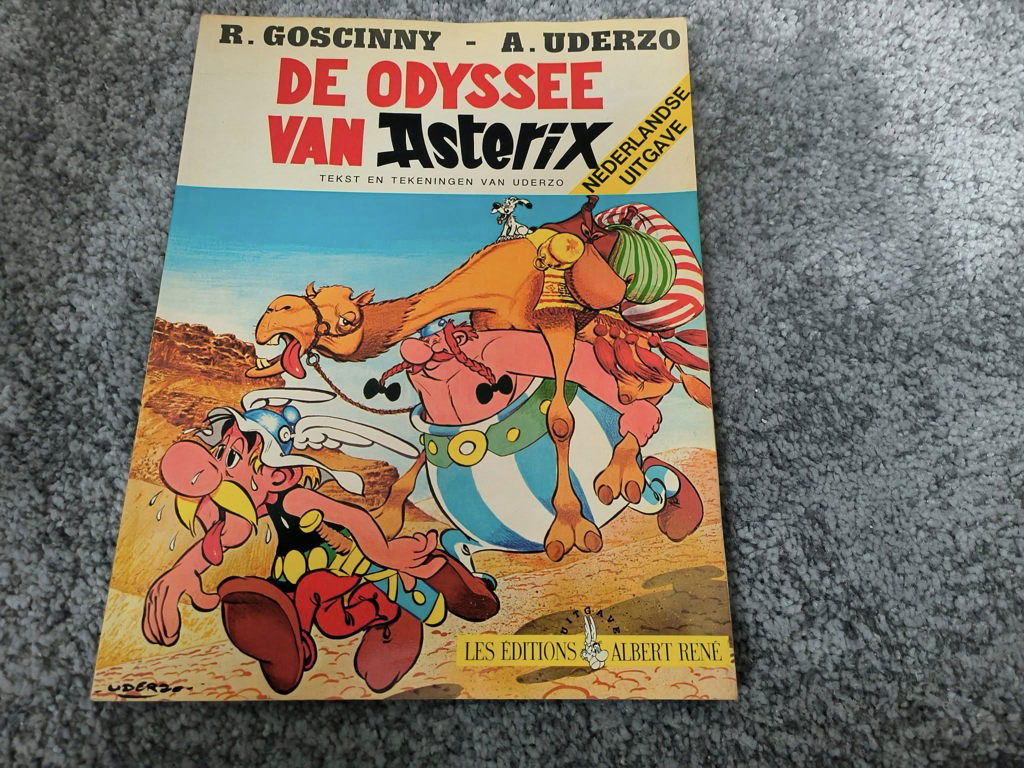 R. GOSCINNY - A. UDERZO
DE ODYSSEE
VAN Asterix
NEDERLANDSE
UITGAVE
TEKST EN TEKENINGEN VAN UDERZO
UITGAVE
LES ÉDITIONS ALBERT RENÉ
UDERZO